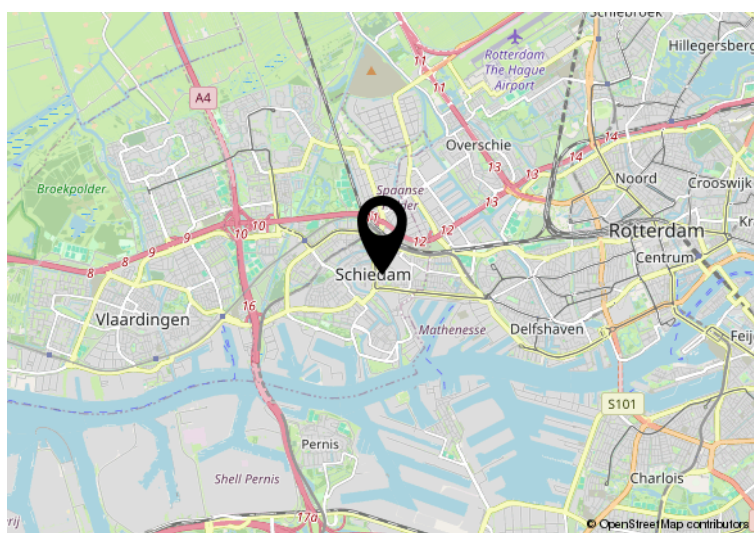 Schiebroek
Hillegersberg
Rotterdam
The Hague
Airport
11
11
A4
Overschie
14
14
13
13
Noord
Crooswijk
Broekpolder
Spaanse
11
12
12
13
10
10
9
9
8
8
Rotterdam
Centrum
Schiedam
16
Vlaardingen
Mathenesse
Delfshaven
S101
Pernis
Shell Pernis
Charlois
17a
© OpenStreetMap contributors